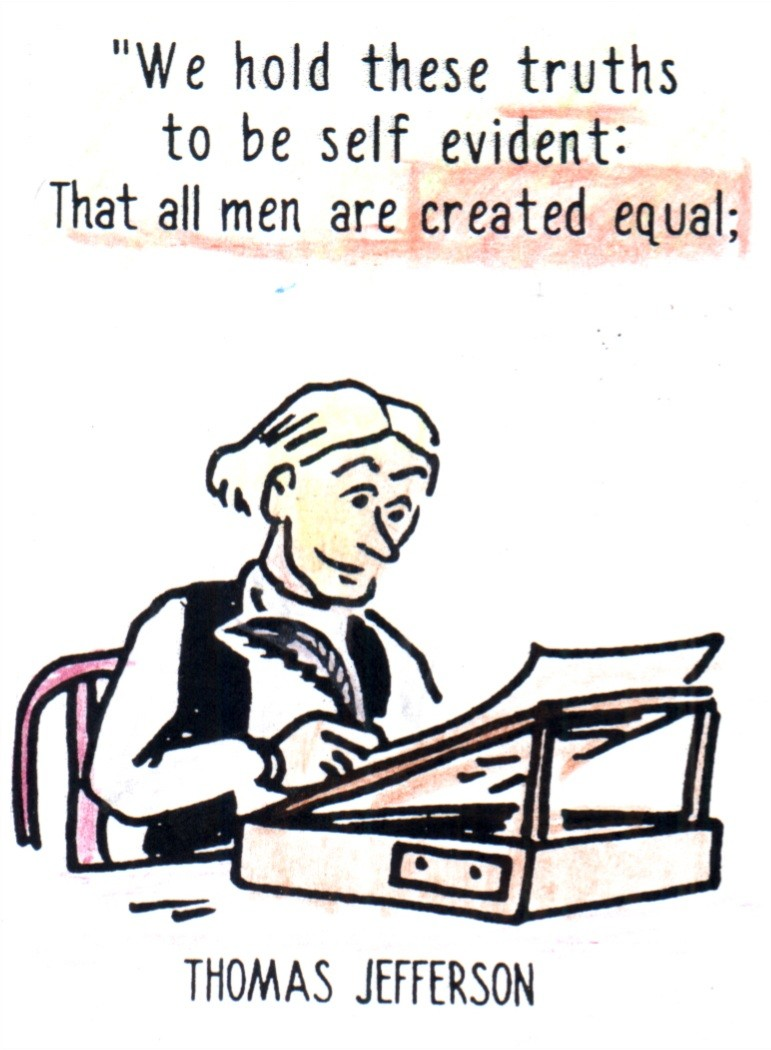 "We hold these truths
to be self evident:
That all men are created equal;
THOMAS JEFFERSON